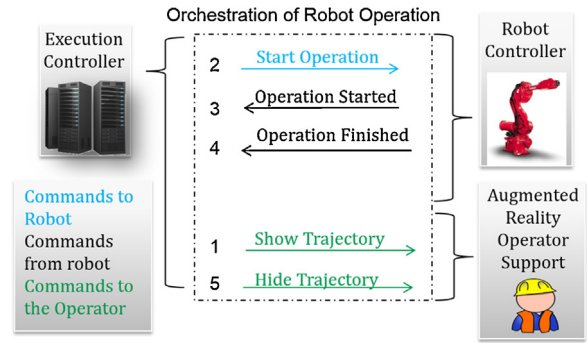 Orchestration of Robot Operation
Execution
Controller
2 Start Operation
3 Operation Started
4 Operation Finished
1 Show Trajectory
5 Hide Trajectory
Robot
Controller
Commands to
Robot
Commands
from robot
Commands to
the Operator
Augmented
Reality
Operator
Support